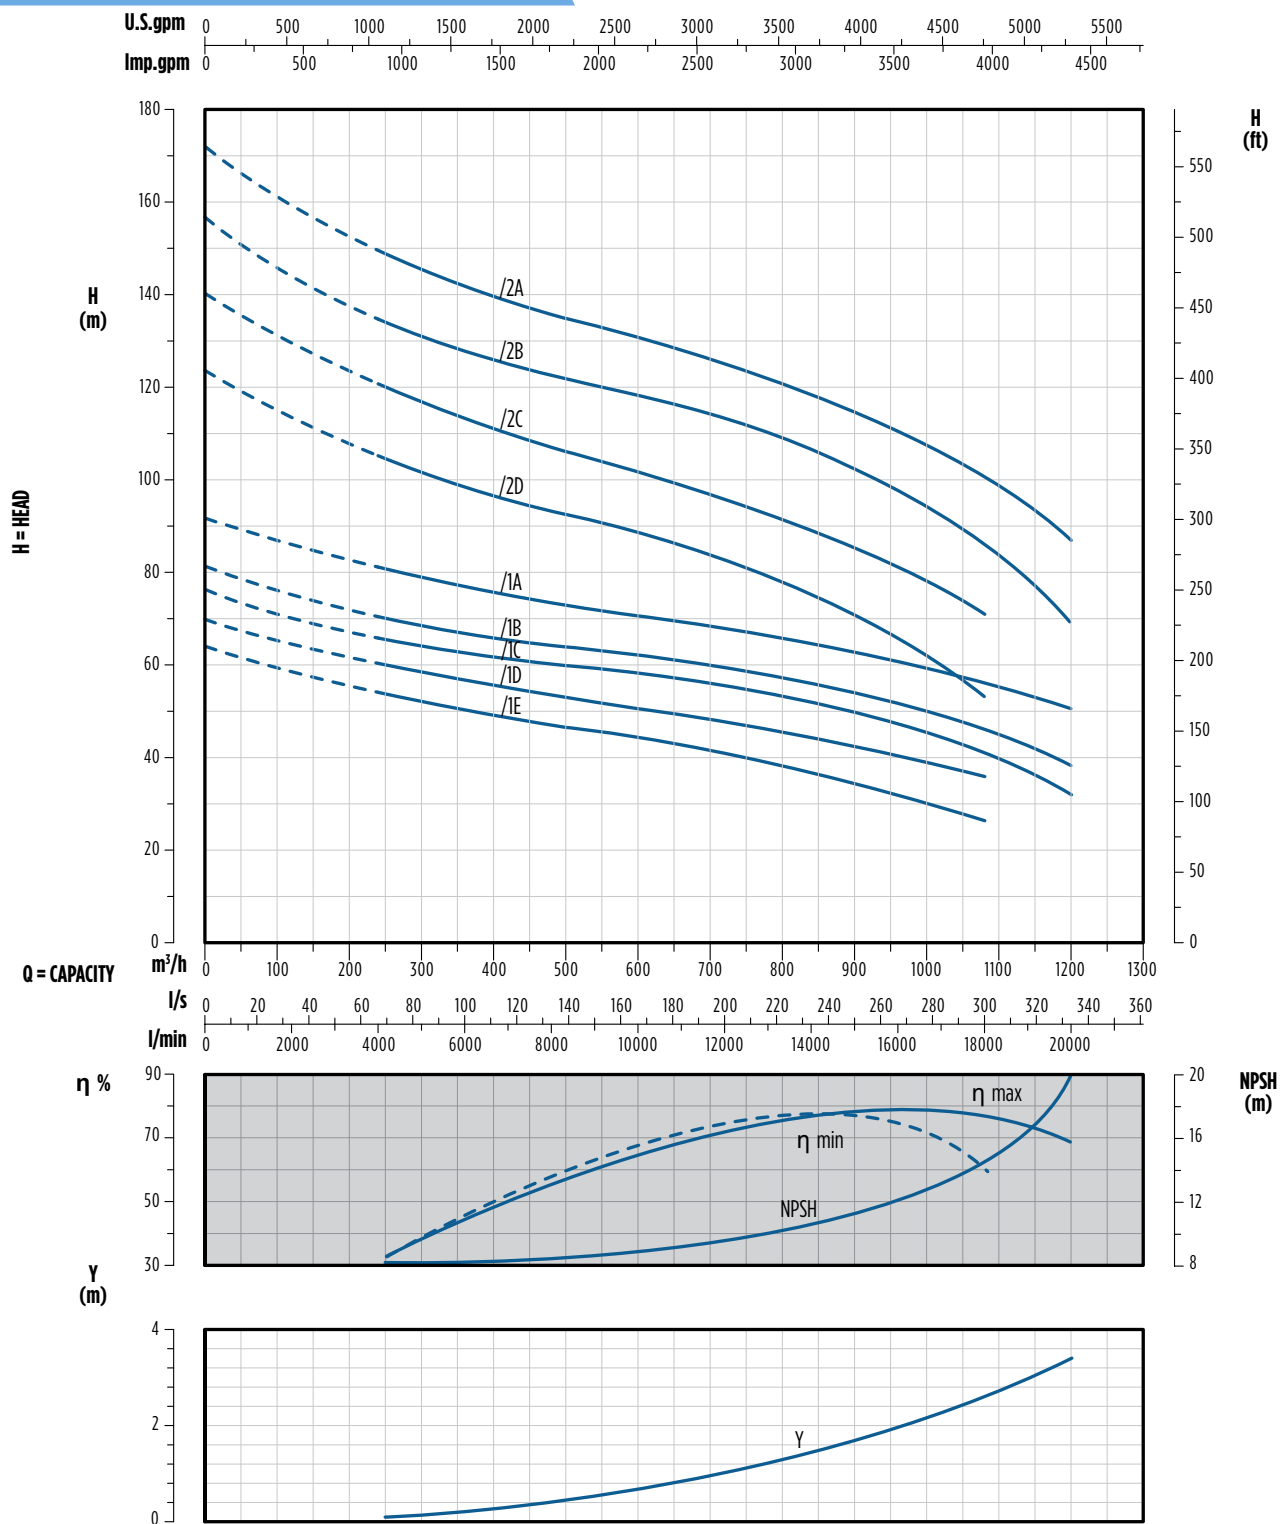 U.S.gpm 0 500 1000 1500 2000 2500 3000 3500 4000 4500 5000 5500
Imp.gpm 0 500 1000 1500 2000 2500 3000 3500 4000 4500
H
(m)
H = HEAD
180
160
140
120
100
80
60
40
20
0
H
(ft)
550
500
450
400
350
300
250
200
150
100
50
0
/2A
/2B
/2C
/2D
/1A
/1B
/1C
/1D
/1E
Q = CAPACITY
m³/h 0 100 200 300 400 500 600 700 800 900 1000 1100 1200 1300
l/s 0 20 40 60 80 100 120 140 160 180 200 220 240 260 280 300 320 340 360
l/min 0 2000 4000 6000 8000 10000 12000 14000 16000 18000 20000
η %
90
70
50
30
η max
η min
NPSH
NPSH
(m)
20
16
12
8
Y
(m)
4
2
0
Y